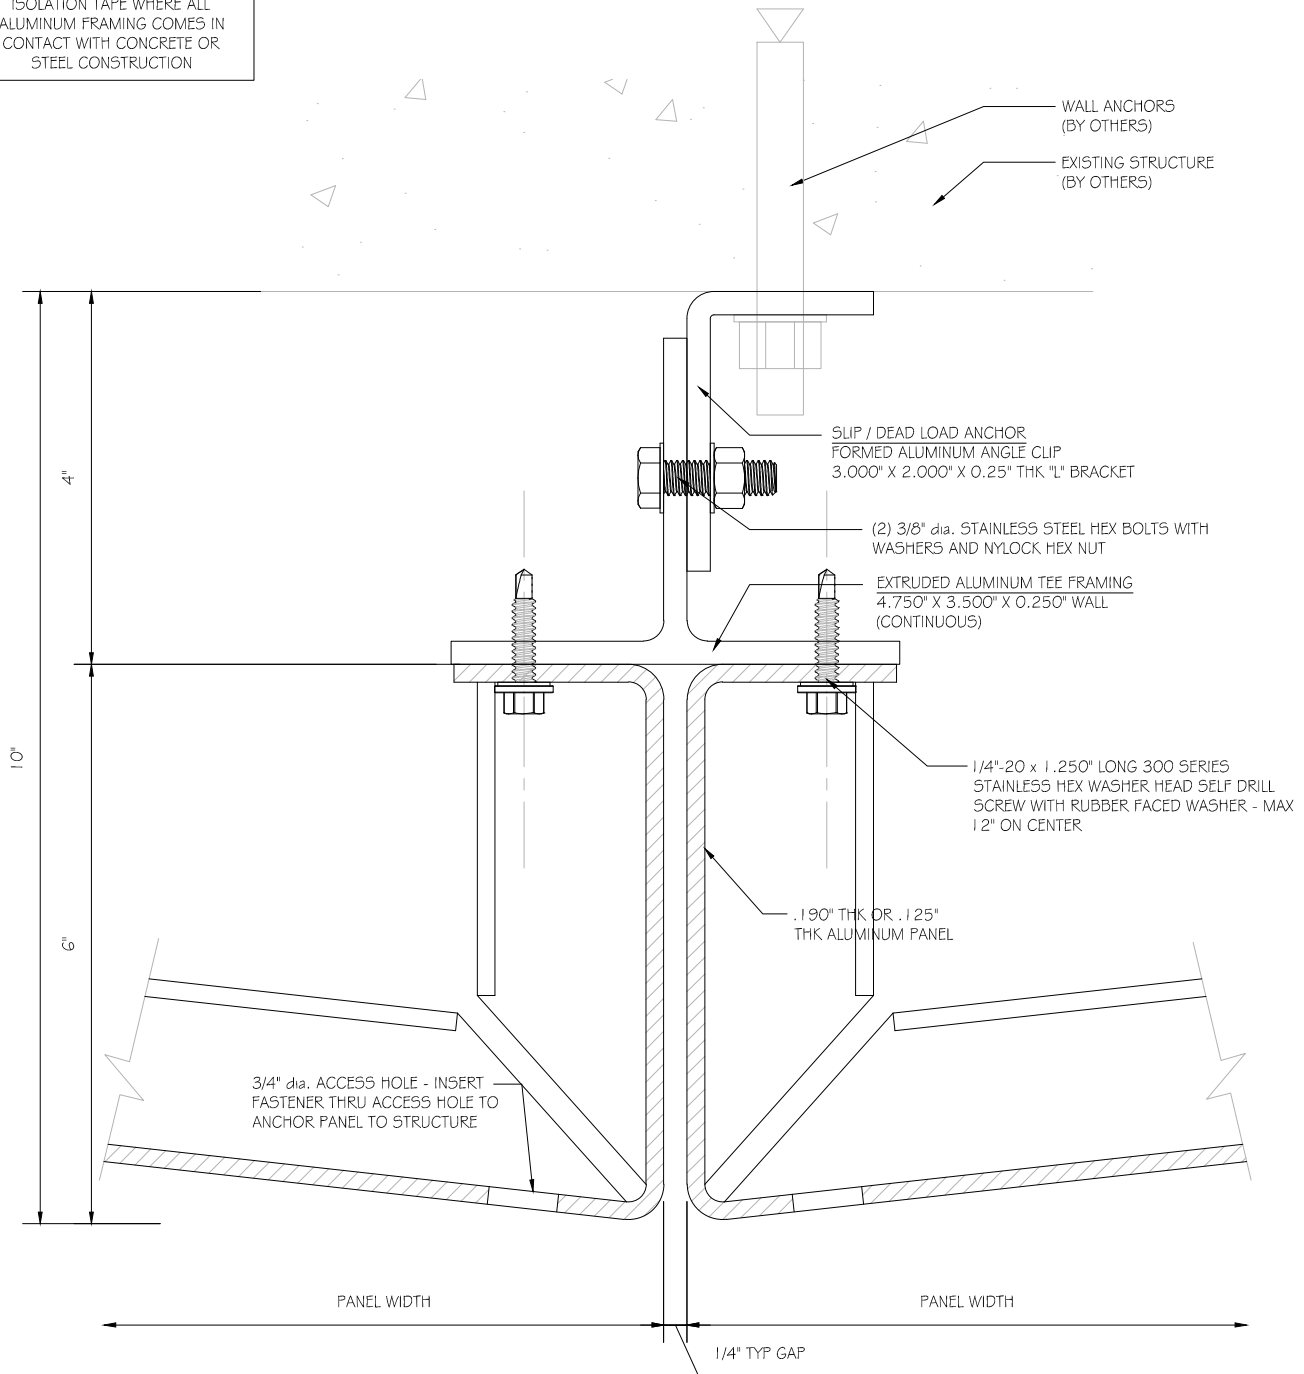 ISOLATION TAPE WHERE ALL
ALUMINUM FRAMING COMES IN
CONTACT WITH CONCRETE OR
STEEL CONSTRUCTION
WALL ANCHORS
(BY OTHERS)
EXISTING STRUCTURE
(BY OTHERS)
SLIP / DEAD LOAD ANCHOR
FORMED ALUMINUM ANGLE CLIP
3.000" X 2.000" X 0.25" THK "L" BRACKET
4"
(2) 3/8" dia. STAINLESS STEEL HEX BOLTS WITH
WASHERS AND NYLOCK HEX NUT
EXTRUDED ALUMINUM TEE FRAMING
4.750" X 3.500" X 0.250" WALL
(CONTINUOUS)
10"
1/4"-20 x 1.250" LONG 300 SERIES
STAINLESS HEX WASHER HEAD SELF DRILL
SCREW WITH RUBBER FACED WASHER - MAX
12" ON CENTER
.190" THK OR .125"
THK ALUMINUM PANEL
6"
3/4" dia. ACCESS HOLE - INSERT
FASTENER THRU ACCESS HOLE TO
ANCHOR PANEL TO STRUCTURE
PANEL WIDTH
PANEL WIDTH
1/4" TYP GAP